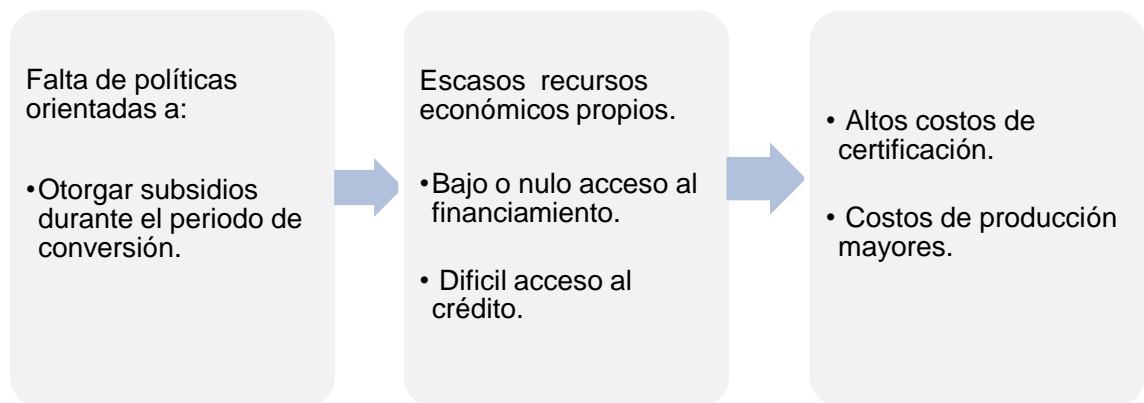 Falta de políticas
orientadas a:
•Otorgar subsidios
durante el periodo de
conversión.
Escasos recursos
económicos propios.
•Bajo o nulo acceso al
financiamiento.
• Dificil acceso al
crédito.
• Altos costos de
certificación.
• Costos de producción
mayores.